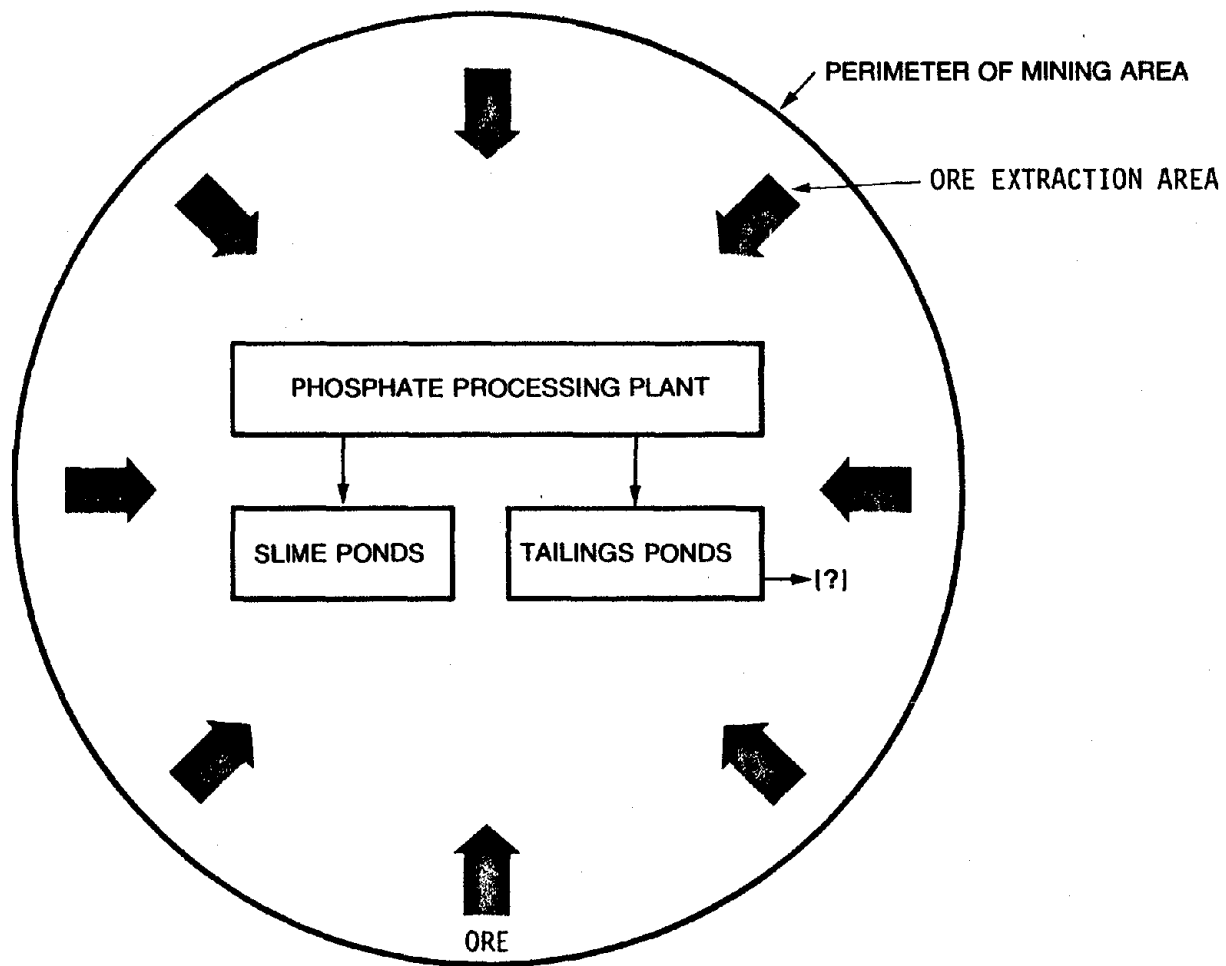 PERIMETER OF MINING AREA
ORE EXTRACTION AREA
PHOSPHATE PROCESSING PLANT
SLIME PONDS
TAILINGS PONDS
(?)
ORE